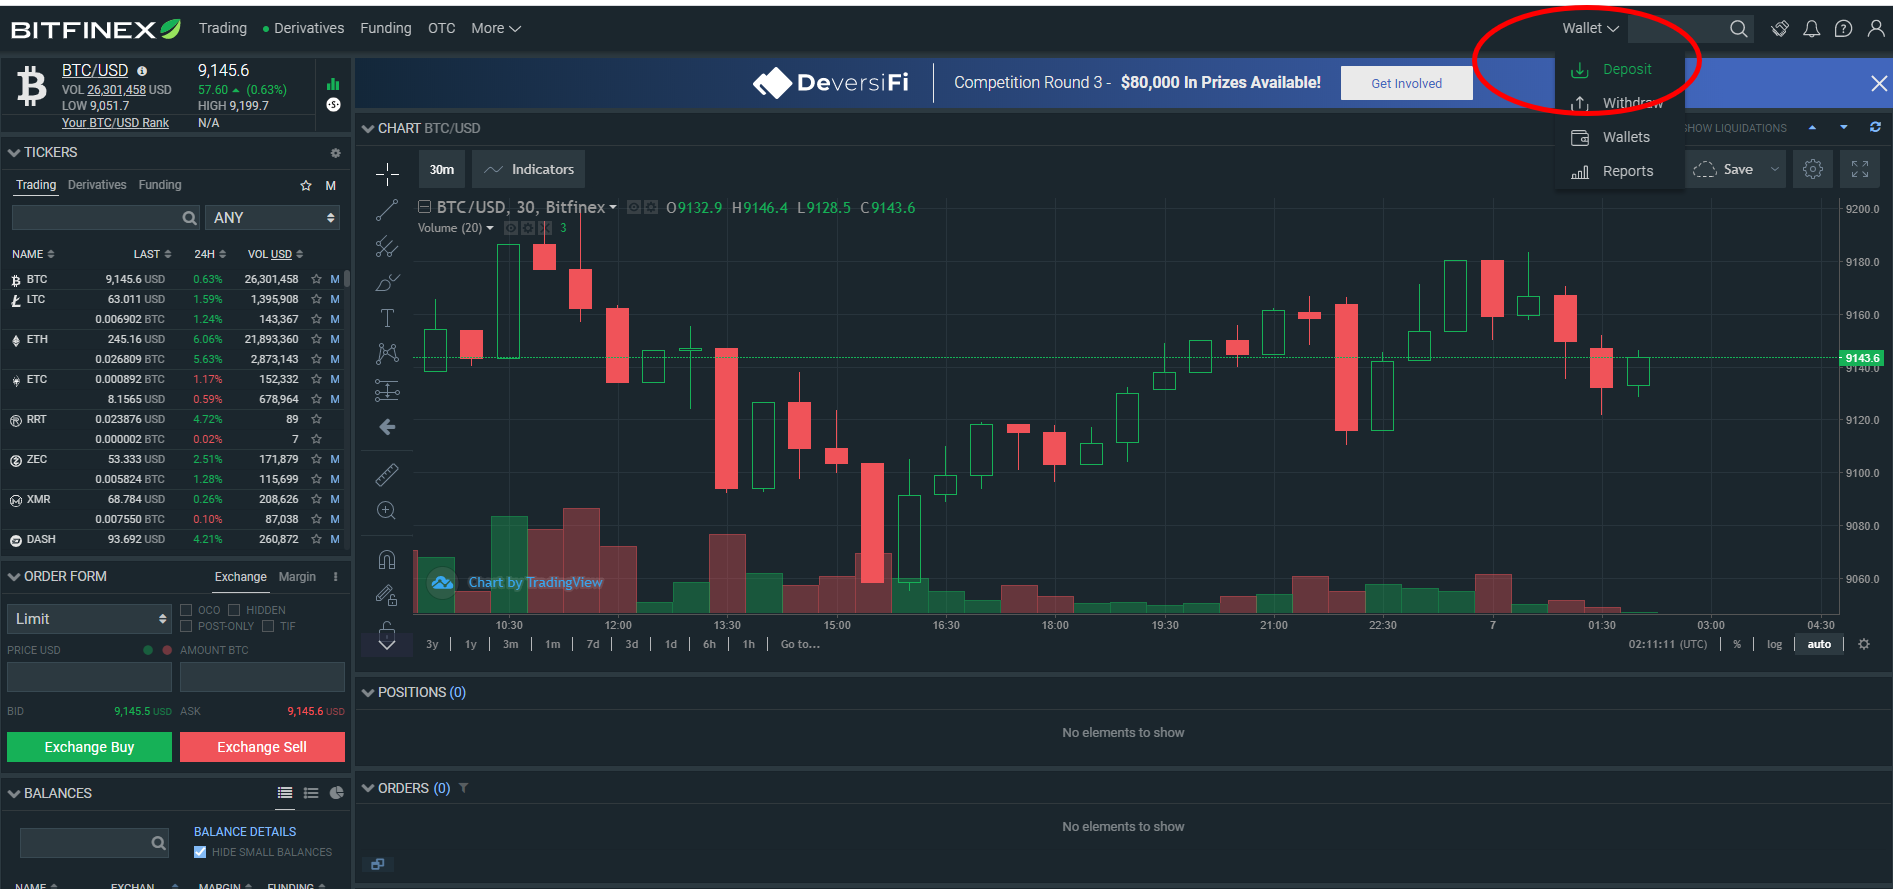 BITFINEX Trading Derivatives Funding OTC More Wallet
Deposit
Withdraw
Wallets
Reports
BTC/USD 9,145.6
VOL 26,301,458 USD 57.60 (0.63%)
LOW 9,051.7 HIGH 9,199.7
Your BTC/USD Rank N/A
DeversiFi Competition Round 3 - $80,000 In Prizes Available! Get Involved
CHART BTC/USD SHOW LIQUIDATIONS
30m Indicators Save
BTC/USD, 30, Bitfinex O9132.9 H9146.4 L9128.5 C9143.6
Volume (20) 3
9200.0
9180.0
9160.0
9143.6
9140.0
9120.0
9100.0
9080.0
9060.0
Chart by TradingView
10:30 12:00 13:30 15:00 16:30 18:00 19:30 21:00 22:30 7 01:30 03:00 04:30
3y 1y 3m 1m 7d 3d 1d 6h 1h Go to... 02:11:11 (UTC) % log auto
TICKERS
Trading Derivatives Funding M
ANY
NAME LAST 24H VOL USD
BTC 9,145.6 USD 0.63% 26,301,458 M
LTC 63.011 USD 1.59% 1,395,908 M
0.006902 BTC 1.24% 143,367 M
ETH 245.16 USD 6.06% 21,893,360 M
0.026809 BTC 5.63% 2,873,143 M
ETC 0.000892 BTC 1.17% 152,332 M
8.1565 USD 0.59% 678,964 M
RRT 0.023876 USD 4.72% 89
0.000002 BTC 0.02% 7
ZEC 53.333 USD 2.51% 171,879 M
0.005824 BTC 1.28% 115,699 M
XMR 68.784 USD 0.26% 208,626 M
0.007550 BTC 0.10% 87,038 M
DASH 93.692 USD 4.21% 260,872 M
ORDER FORM Exchange Margin
Limit OCO HIDDEN
POST-ONLY TIF
PRICE USD AMOUNT BTC
BID 9,145.5 USD ASK 9,145.6 USD
Exchange Buy Exchange Sell
BALANCES
BALANCE DETAILS
HIDE SMALL BALANCES
NAME EXCHAN MARGIN FUNDING
POSITIONS (0)
No elements to show
ORDERS (0)
No elements to show